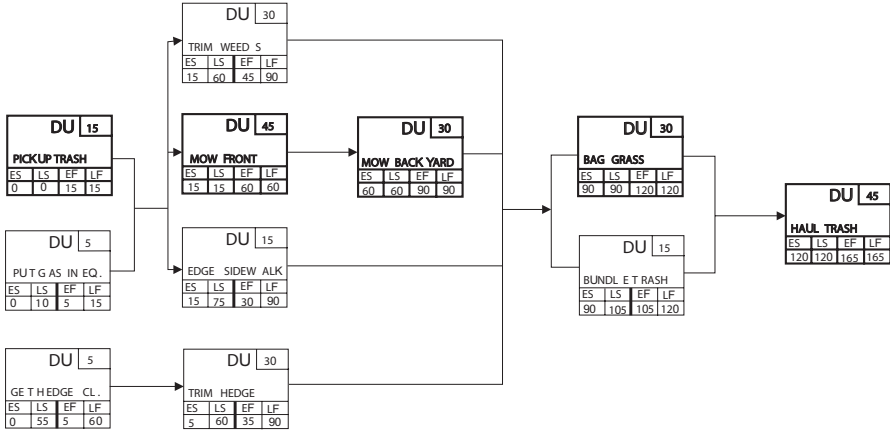 DU 30
TRIM WEED S
ES LS EF LF
15 60 45 90
DU 15
PICKUP TRASH
ES LS EF LF
0 0 15 15
DU 45
MOW FRONT
ES LS EF LF
15 15 60 60
DU 30
MOW BACK YARD
ES LS EF LF
60 60 90 90
DU 30
BAG GRASS
ES LS EF LF
90 90 120 120
DU 45
HAUL TRASH
ES LS EF LF
120 120 165 165
DU 5
PUT GAS IN EQ.
ES LS EF LF
0 10 5 15
DU 15
EDGE SIDEW ALK
ES LS EF LF
15 75 30 90
DU 15
BUNDL E TRASH
ES LS EF LF
90 105 105 120
DU 5
GET HEDGE CL.
ES LS EF LF
0 55 5 60
DU 30
TRIM HEDGE
ES LS EF LF
5 60 35 90